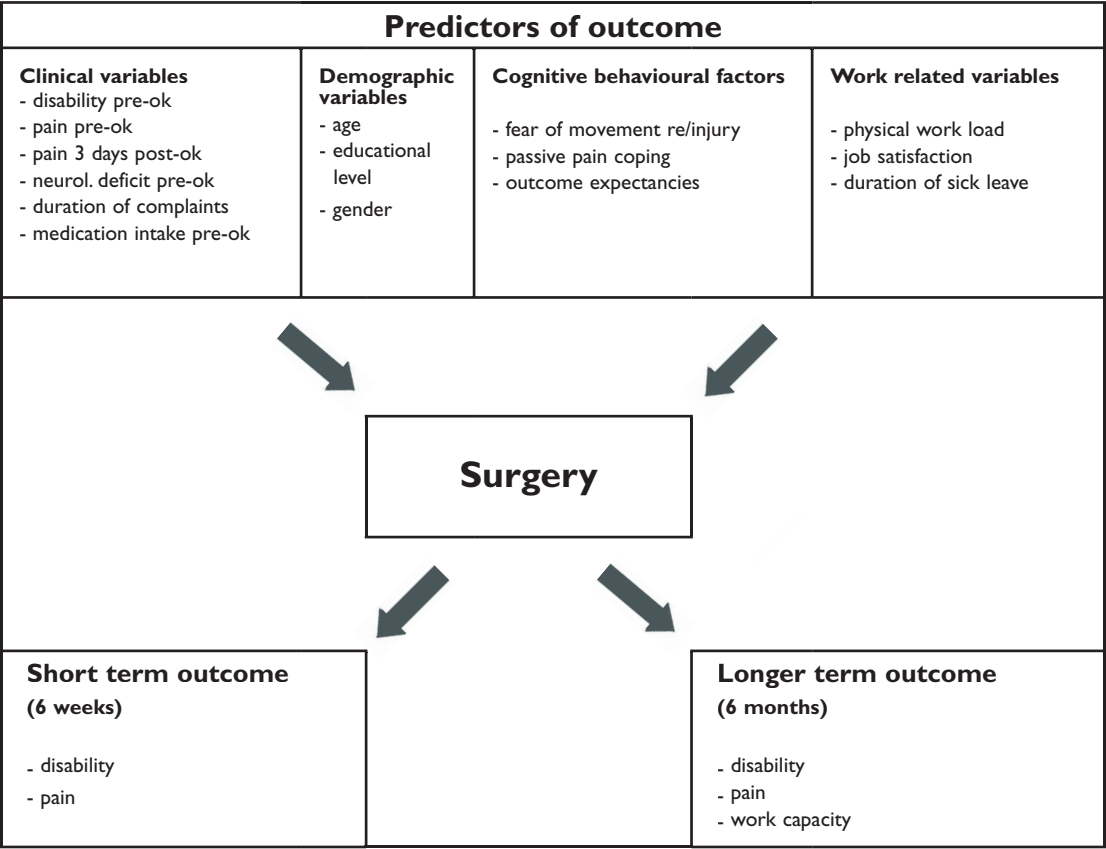 Predictors of outcome
Clinical variables
- disability pre-ok
- pain pre-ok
- pain 3 days post-ok
- neurol. deficit pre-ok
- duration of complaints
- medication intake pre-ok
Demographic
variables
- age
- educational
level
- gender
Cognitive behavioural factors
- fear of movement re/injury
- passive pain coping
- outcome expectancies
Work related variables
- physical work load
- job satisfaction
- duration of sick leave
Surgery
Short term outcome
(6 weeks)
- disability
- pain
Longer term outcome
(6 months)
- disability
- pain
- work capacity